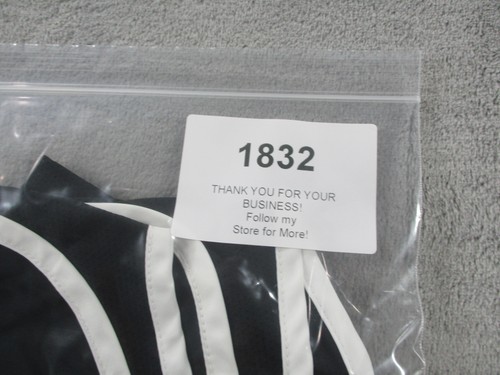 1832
THANK YOU FOR YOUR
BUSINESS!
Follow my
Store for More!